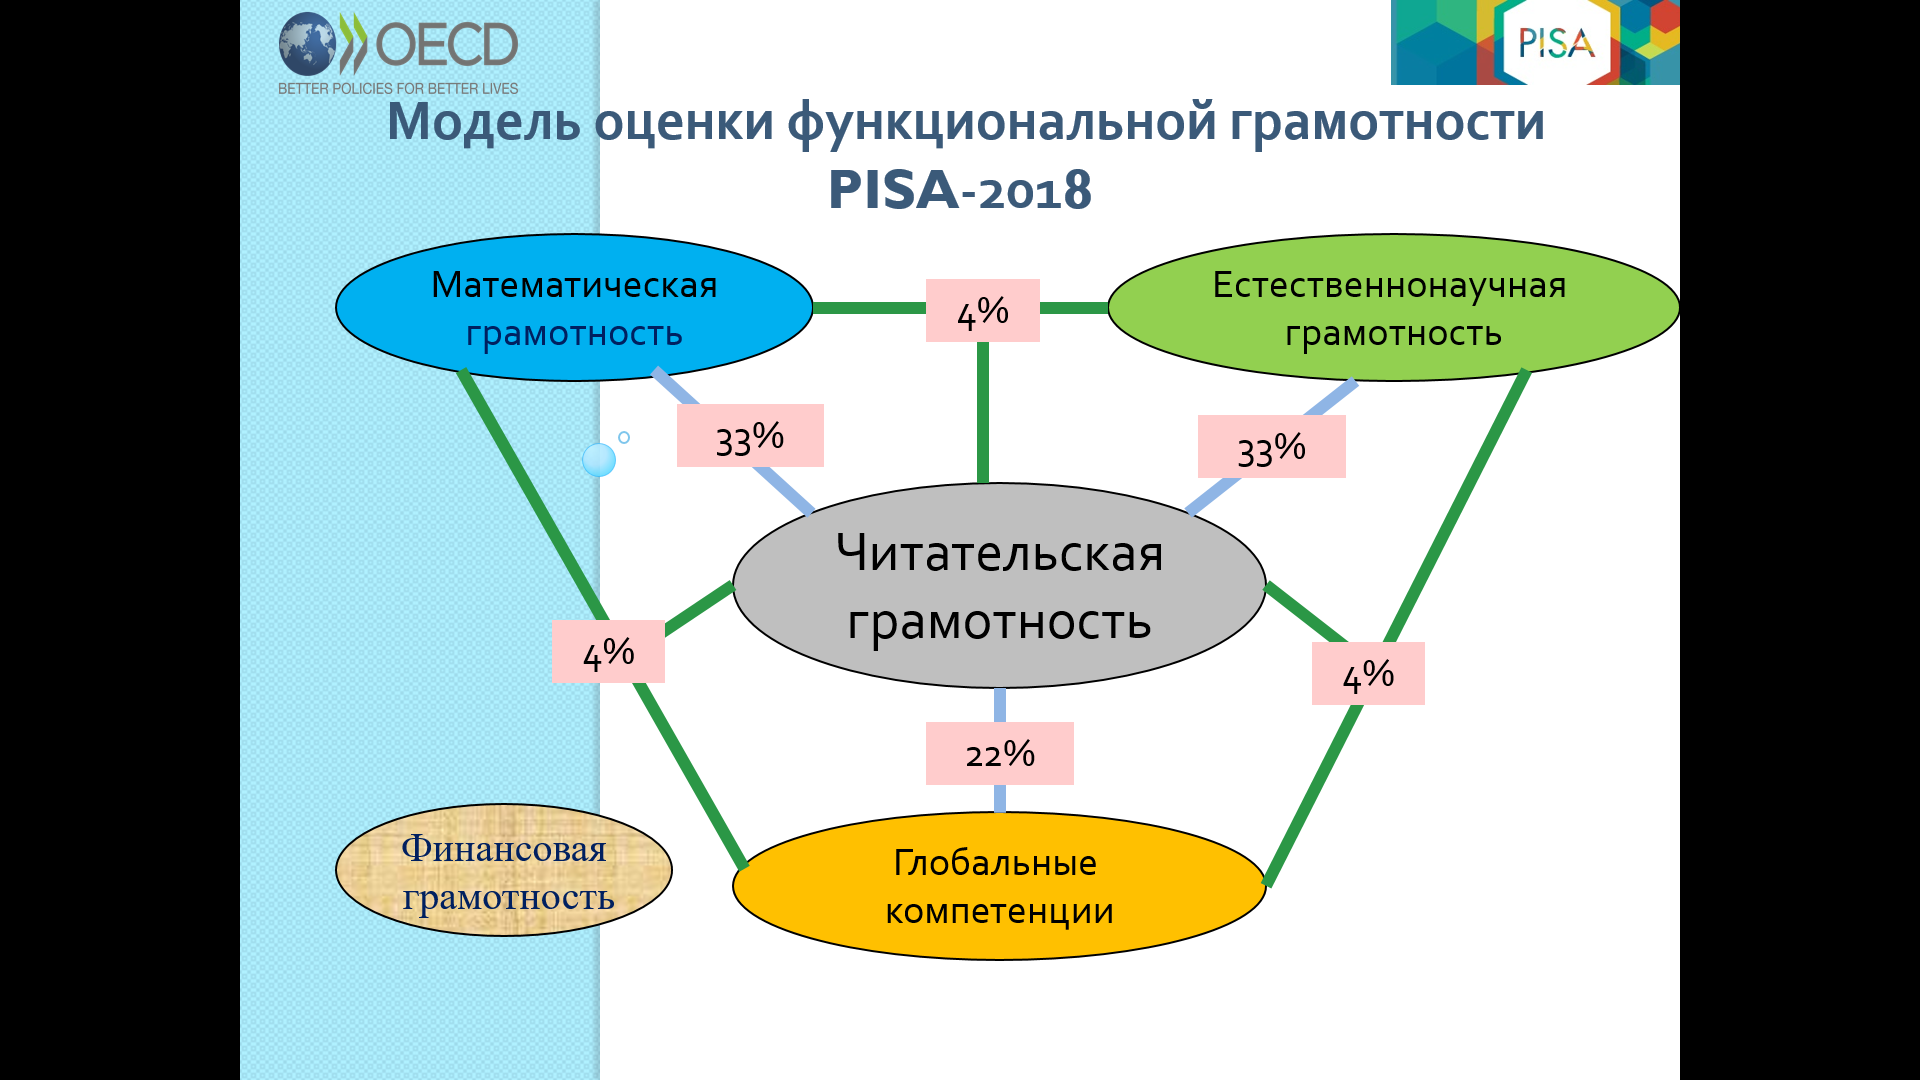 OECD
BETTER POLICIES FOR BETTER LIVES
PISA
Модель оценки функциональной грамотности
PISA-2018
Математическая
грамотность
4%
Естественнонаучная
грамотность
33%
33%
Читательская
грамотность
4%
4%
22%
Финансовая
грамотность
Глобальные
компетенции